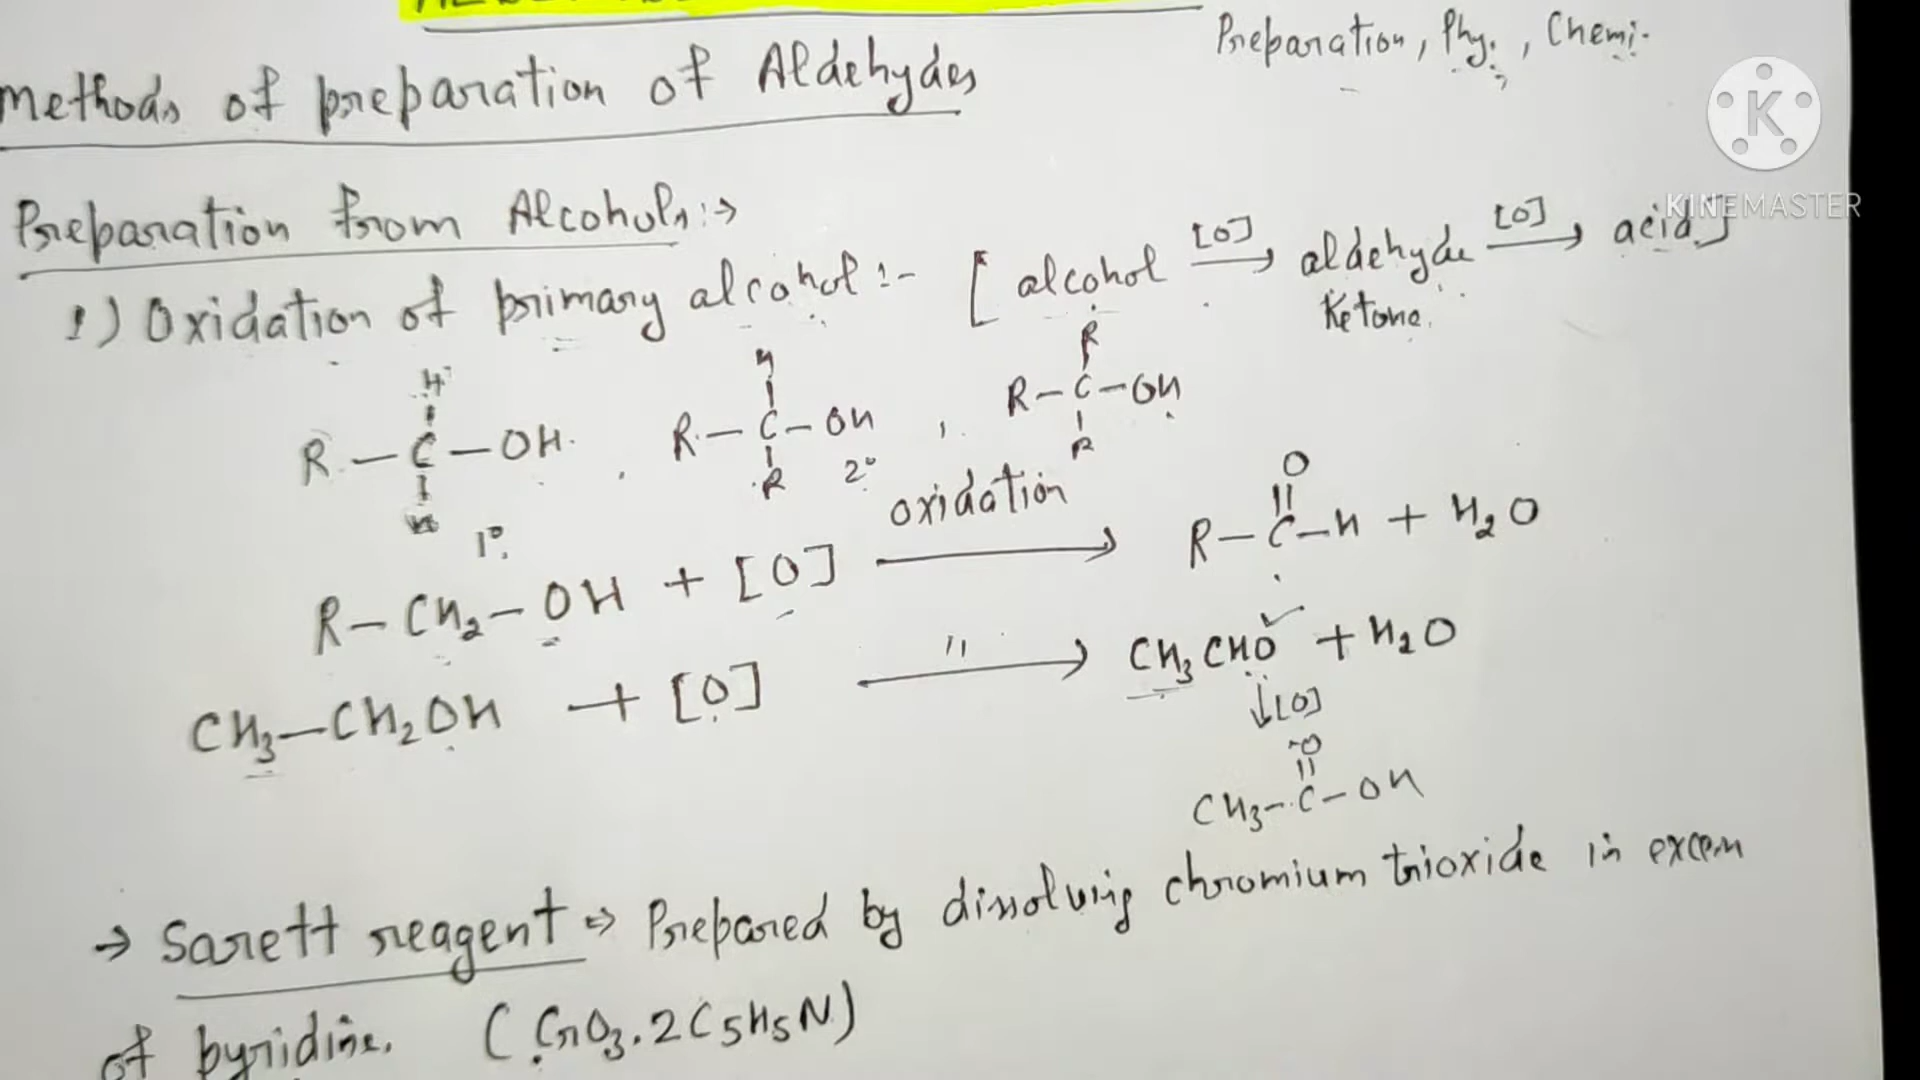 Preparation, Phy., Chemi.
Methods of preparation of Aldehydes
K
KINEMASTER
Preparation from Alcohols:→
1) Oxidation of primary alcohol:- [alcohol [O]→ aldehyde [O]→ acid]
Ketone.
H H R
R-C-OH, R-C-OH, R-C-OH
H R R
1°. 2°
oxidation O
R-CH2-OH + [O] → R-C-H + H2O
CH3-CH2OH + [O] " → CH3CHO ✓ + H2O
↓[O]
O
CH3-C-OH
→ Sarett reagent ⇒ Prepared by dissolving chromium trioxide in excess
of pyridine. (CrO3.2C5H5N)